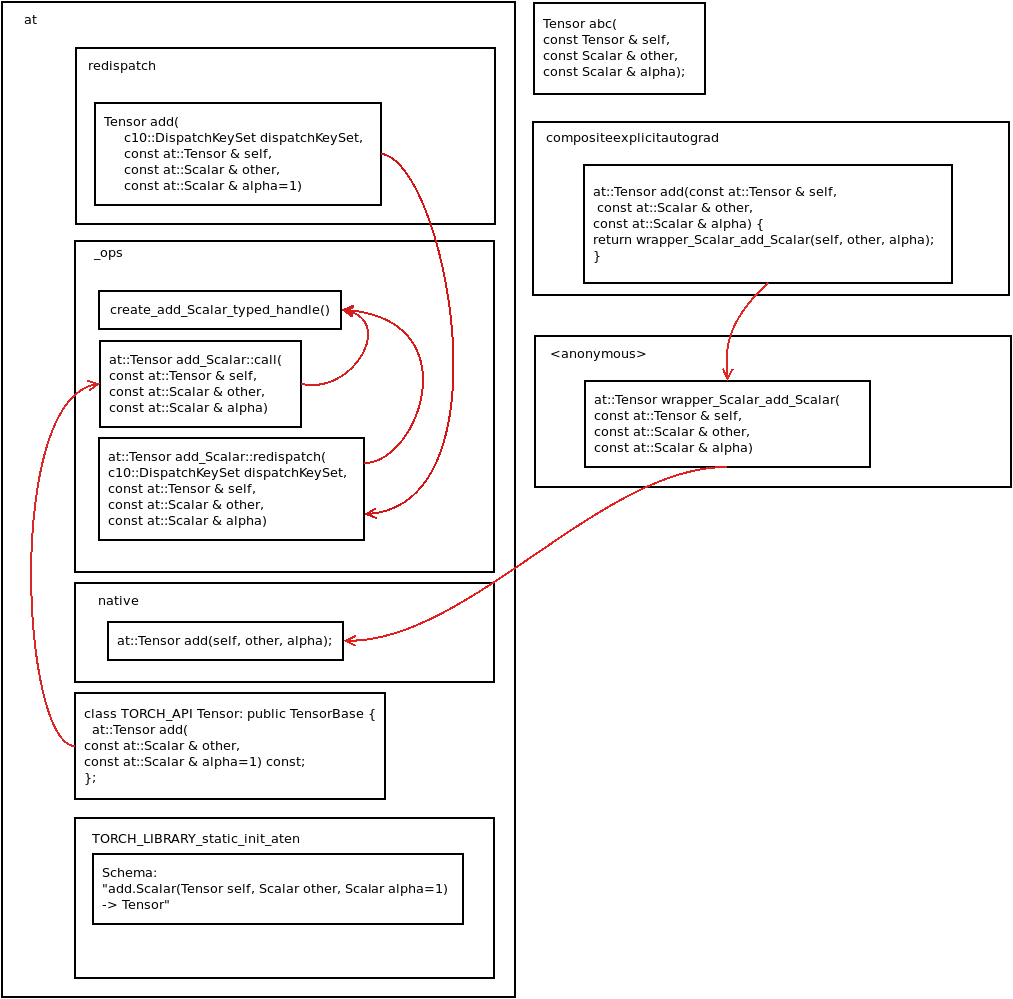 at
redispatch
Tensor add(
c10::DispatchKeySet dispatchKeySet,
const at::Tensor & self,
const at::Scalar & other,
const at::Scalar & alpha=1)
_ops
create_add_Scalar_typed_handle()
at::Tensor add_Scalar::call(
const at::Tensor & self,
const at::Scalar & other,
const at::Scalar & alpha)
at::Tensor add_Scalar::redispatch(
c10::DispatchKeySet dispatchKeySet,
const at::Tensor & self,
const at::Scalar & other,
const at::Scalar & alpha)
native
at::Tensor add(self, other, alpha);
class TORCH_API Tensor: public TensorBase {
at::Tensor add(
const at::Scalar & other,
const at::Scalar & alpha=1) const;
};
TORCH_LIBRARY_static_init_aten
Schema:
"add.Scalar(Tensor self, Scalar other, Scalar alpha=1)
-> Tensor"
Tensor abc(
const Tensor & self,
const Scalar & other,
const Scalar & alpha);
compositeexplicitautograd
at::Tensor add(const at::Tensor & self,
const at::Scalar & other,
const at::Scalar & alpha) {
return wrapper_Scalar_add_Scalar(self, other, alpha);
}
<anonymous>
at::Tensor wrapper_Scalar_add_Scalar(
const at::Tensor & self,
const at::Scalar & other,
const at::Scalar & alpha)